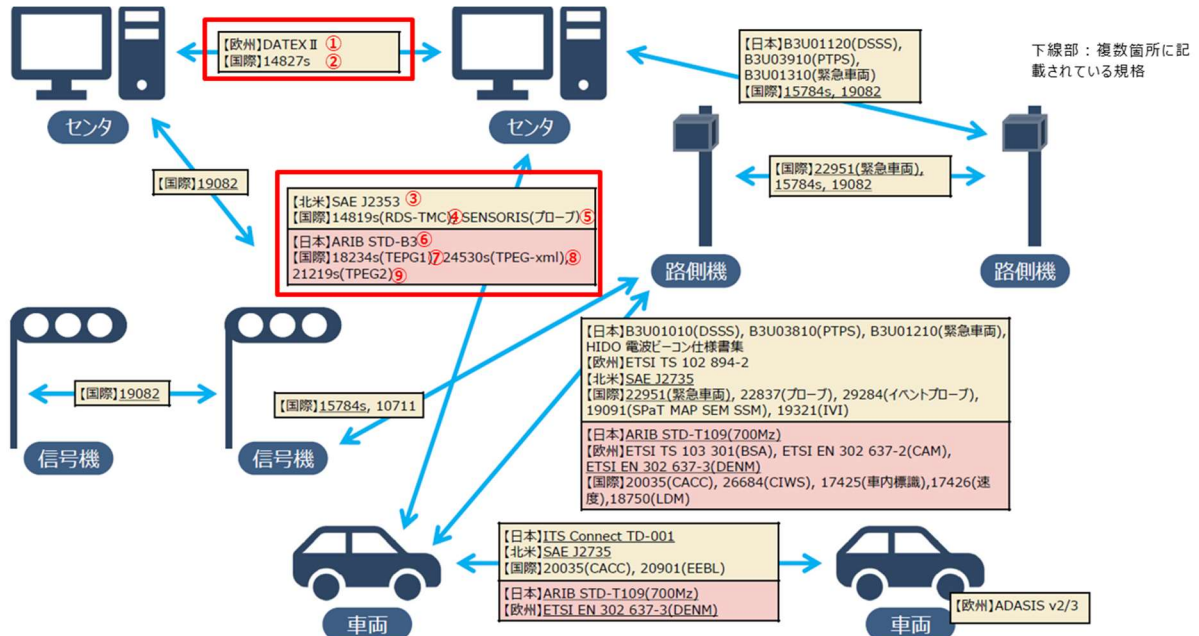 【欧州】DATEXⅡ ①
【国際】14827s ②
【日本】B3U01120(DSSS),
B3U03910(PTPS),
B3U01310(緊急車両)
【国際】15784s, 19082
下線部：複数箇所に記
載されている規格
センタ
センタ
【国際】19082
【国際】22951(緊急車両),
15784s, 19082
【北米】SAE J2353 ③
【国際】14819s(RDS-TMC)④SENSORIS(プローブ)⑤
【日本】ARIB STD-B3⑥
【国際】18234s(TEPG1)⑦24530s(TPEG-xml),⑧
21219s(TPEG2)⑨
路側機
路側機
【国際】19082
【国際】15784s, 10711
信号機
信号機
【日本】B3U01010(DSSS), B3U03810(PTPS), B3U01210(緊急車両),
HIDO 電波ビーコン仕様書集
【欧州】ETSI TS 102 894-2
【北米】SAE J2735
【国際】22951(緊急車両), 22837(プローブ), 29284(イベントプローブ),
19091(SPaT MAP SEM SSM), 19321(IVI)
【日本】ARIB STD-T109(700Mz)
【欧州】ETSI TS 103 301(BSA), ETSI EN 302 637-2(CAM),
ETSI EN 302 637-3(DENM)
【国際】20035(CACC), 26684(CIWS), 17425(車内標識),17426(速
度),18750(LDM)
【日本】ITS Connect TD-001
【北米】SAE J2735
【国際】20035(CACC), 20901(EEBL)
【日本】ARIB STD-T109(700Mz)
【欧州】ETSI EN 302 637-3(DENM)
【欧州】ADASIS v2/3
車両
車両